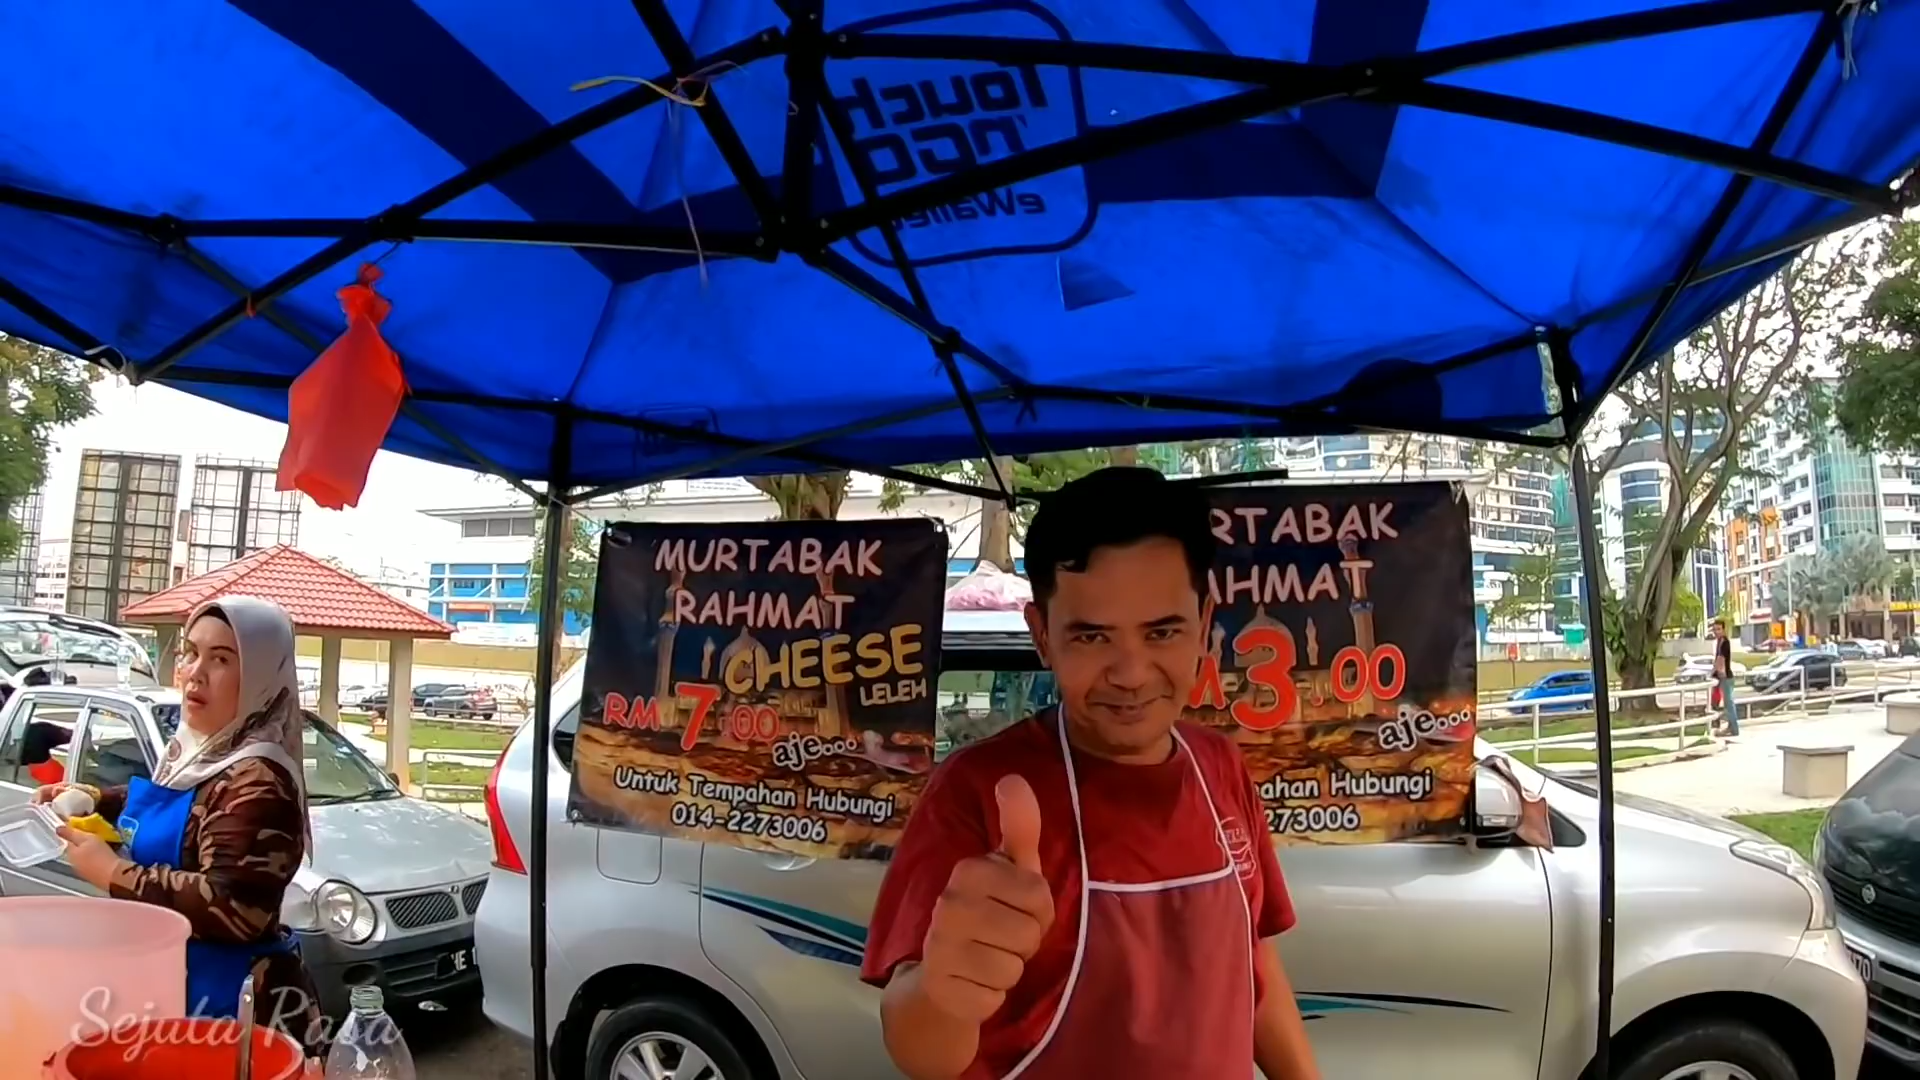 Touch
'nGO
eWallet
MURTABAK
RAHMAT
CHEESE
LELEH
RM 7.00
aje...
Untuk Tempahan Hubungi
014-2273006
RTABAK
AHMAT
M 3.00
aje...
pahan Hubungi
273006
Sejuta Rasa